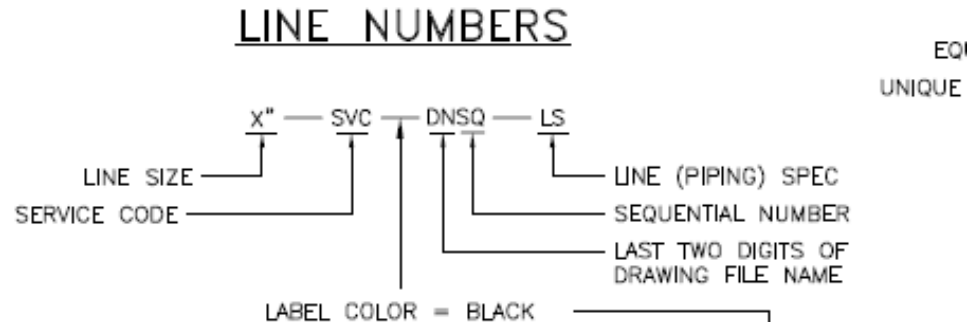 LINE NUMBERS
EQU
UNIQUE
X" — SVC — DNSQ — LS
LINE SIZE
LINE (PIPING) SPEC
SERVICE CODE
SEQUENTIAL NUMBER
LAST TWO DIGITS OF
DRAWING FILE NAME
LABEL COLOR = BLACK